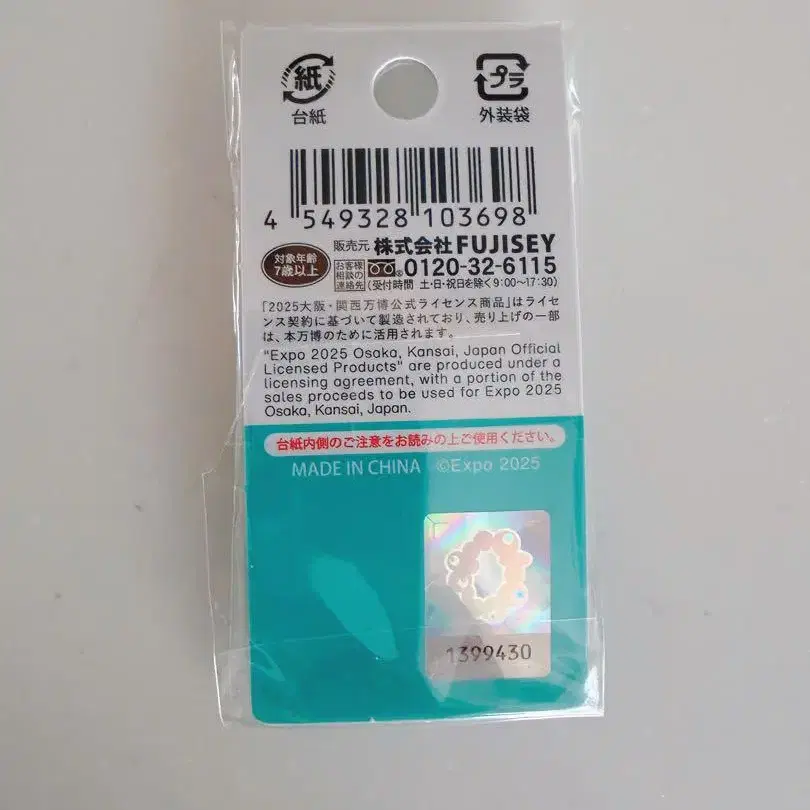 紙 プラ
台紙 外装袋
4 549328 103698
対象年齢
7歳以上
販売元 株式会社FUJISEY
お客様
相談の
連絡先
0120-32-6115
(受付時間 土・日・祝日を除く9:00〜17:30)
「2025大阪・関西万博公式ライセンス商品」はライセ
ンス契約に基づいて製造されており、売り上げの一部
は、本万博のために活用されます。
"Expo 2025 Osaka, Kansai, Japan Official
Licensed Products" are produced under a
licensing agreement, with a portion of the
sales proceeds to be used for Expo 2025
Osaka, Kansai, Japan.
台紙内側のご注意をお読みの上ご使用ください。
MADE IN CHINA ©Expo 2025
1399430